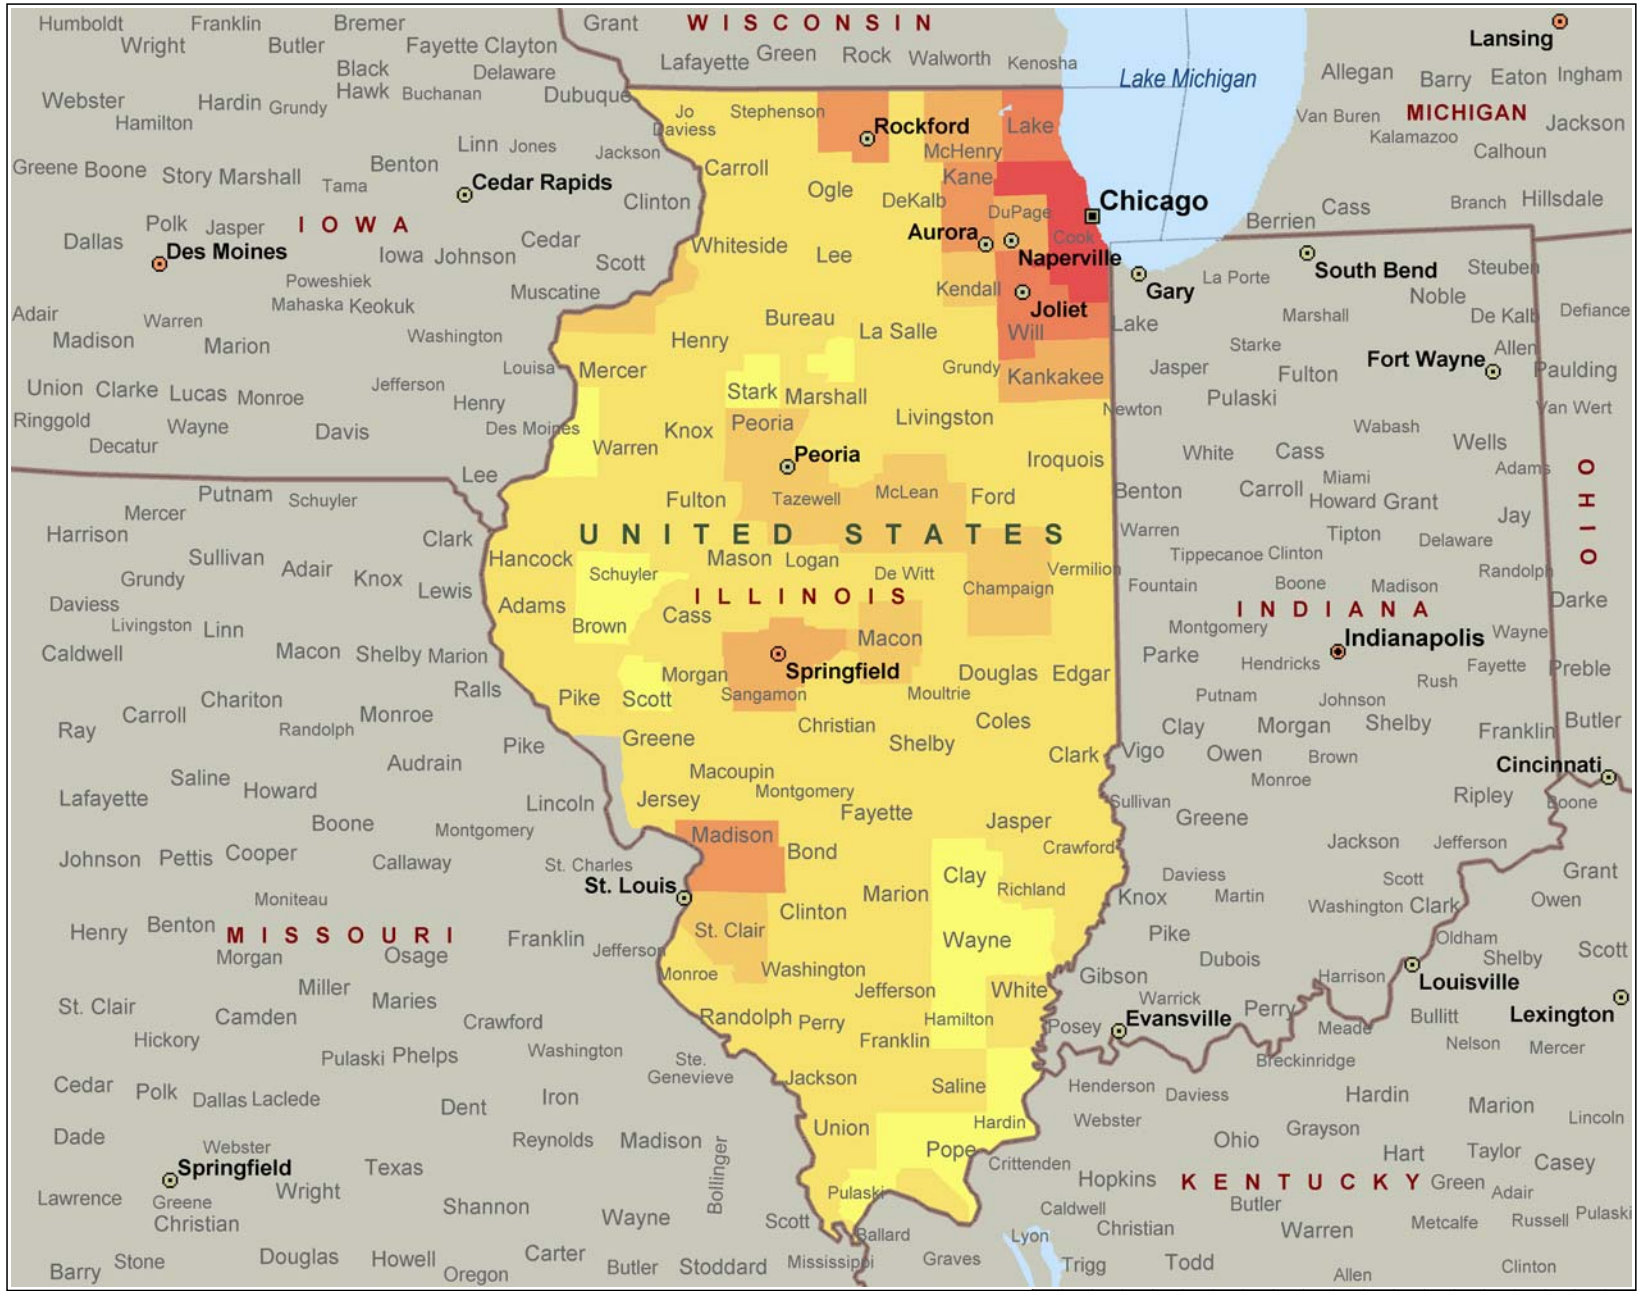 Humboldt Franklin Bremer Grant WISCONSIN Lansing
Wright Butler Fayette Clayton Lafayette Green Rock Walworth Kenosha
Black Hawk Delaware Lake Michigan Allegan Barry Eaton Ingham
Webster Hardin Grundy Buchanan Dubuque
Hamilton Jo Daviess Stephenson Rockford Lake Van Buren MICHIGAN Jackson
Kalamazoo
Linn Jones Jackson McHenry Calhoun
Greene Boone Story Marshall Tama Benton Cedar Rapids Carroll Kane
Clinton Ogle DeKalb DuPage Chicago Cass Branch Hillsdale
Polk Jasper IOWA Berrien
Dallas Des Moines Iowa Johnson Cedar Whiteside Lee Aurora Cook
Scott Naperville South Bend Steuben
Poweshiek Muscatine Kendall Gary La Porte Noble
Adair Mahaska Keokuk Joliet
Warren Bureau La Salle Will Lake Marshall De Kalb Defiance
Madison Marion Washington Henry Starke Allen
Louisa Mercer Grundy Kankakee Jasper Fulton Fort Wayne Paulding
Union Clarke Lucas Monroe Jefferson Henry Stark Marshall Pulaski
Ringgold Wayne Davis Des Moines Knox Peoria Livingston Newton Van Wert
Decatur Warren Peoria Iroquois White Cass Wabash Wells
Lee Miami Adams OHIO
Putnam Schuyler Fulton Tazewell McLean Ford Benton Carroll Howard Grant
Mercer Jay
Harrison Clark UNITED STATES Warren Tipton Delaware
Sullivan Hancock Mason Logan Tippecanoe Clinton
Grundy Adair Knox Schuyler De Witt Vermilion Randolph
Lewis ILLINOIS Champaign Fountain Boone Madison
Daviess Adams Cass INDIANA Darke
Livingston Linn Brown Macon Montgomery Indianapolis Wayne
Caldwell Macon Shelby Marion Springfield Parke Hendricks Fayette Preble
Ralls Morgan Douglas Edgar Rush
Chariton Pike Scott Sangamon Moultrie Putnam Johnson
Ray Carroll Randolph Monroe Christian Coles Clay Morgan Shelby Franklin Butler
Pike Greene Shelby Clark Vigo Owen Brown
Audrain Macoupin Monroe Cincinnati
Saline Howard Lincoln Jersey Montgomery Fayette Sullivan Ripley Boone
Lafayette Boone Montgomery Madison Jasper Greene
Johnson Pettis Cooper Callaway St. Charles Bond Crawford Jackson Jefferson
Moniteau St. Louis Clay Richland Daviess Scott Grant
Marion Knox Martin Washington Clark Owen
Henry Benton MISSOURI Franklin Jefferson St. Clair Clinton Wayne Pike Oldham Scott
Morgan Osage Dubois Shelby
Miller Monroe Washington Gibson Harrison Louisville
St. Clair Maries Jefferson White Warrick Perry
Camden Crawford Randolph Perry Hamilton Posey Evansville Meade Bullitt Lexington
Hickory Washington Franklin Nelson Mercer
Pulaski Phelps Ste. Genevieve Breckinridge
Cedar Polk Dallas Laclede Dent Iron Jackson Saline Henderson Daviess Hardin Marion
Dade Webster Reynolds Madison Union Hardin Webster Ohio Grayson Lincoln
Springfield Texas Bollinger Pope Crittenden Hart Taylor Casey
Lawrence Greene Wright Shannon Pulaski Hopkins KENTUCKY Green Adair
Christian Wayne Scott Caldwell Butler Metcalfe Russell Pulaski
Ballard Lyon Christian Warren
Barry Stone Douglas Howell Oregon Carter Butler Stoddard Mississippi Graves Trigg Todd Allen Clinton